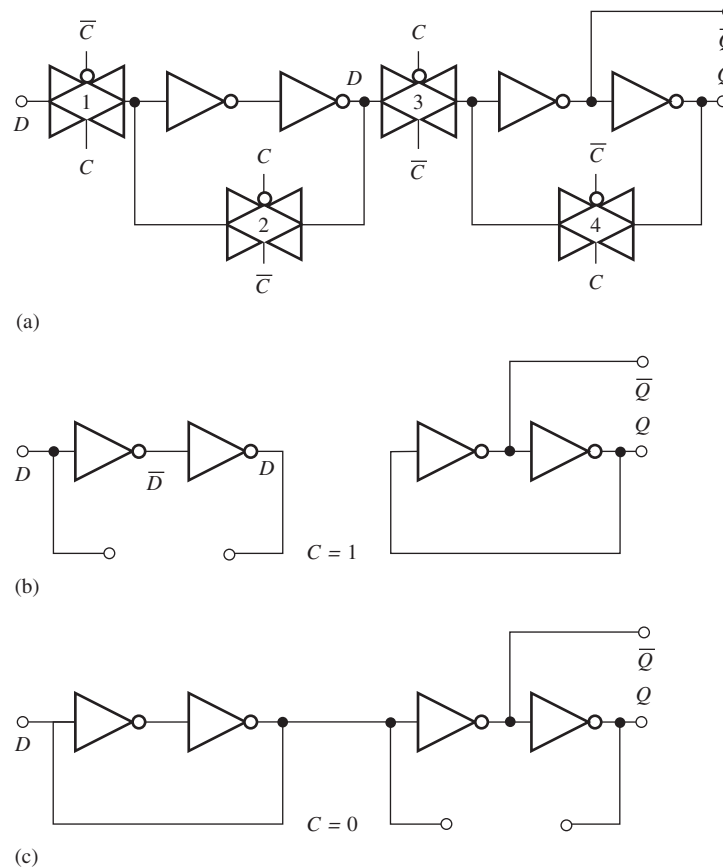 C̅ C Q̅
D 1 D 3 Q
C C C̅ C̅
2 4
C̅ C
(a)
Q̅
D D̅ D Q
C = 1
(b)
Q̅
D Q
C = 0
(c)